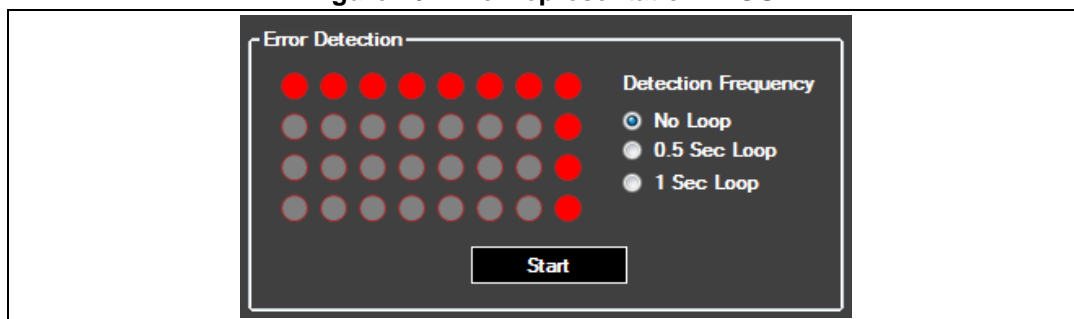 Error Detection
Detection Frequency
No Loop
0.5 Sec Loop
1 Sec Loop
Start